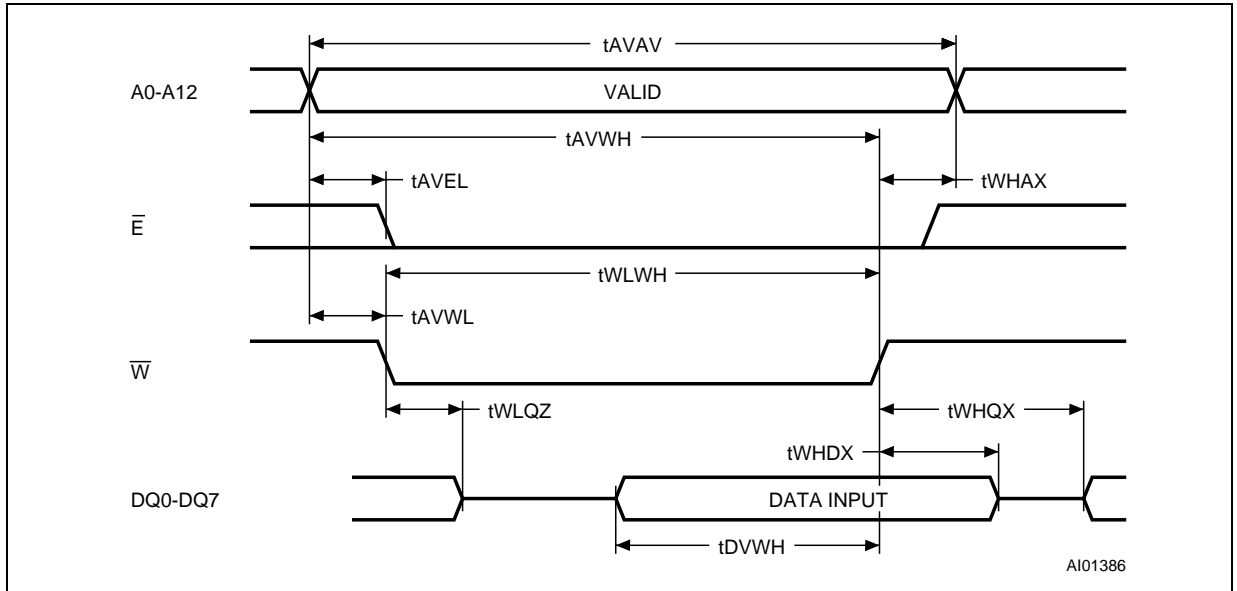 tAVAV
A0-A12
VALID
tAVWH
tAVEL
tWHAX
E̅
tWLWH
tAVWL
W̅
tWLQZ
tWHQX
tWHDX
DQ0-DQ7
DATA INPUT
tDVWH
AI01386